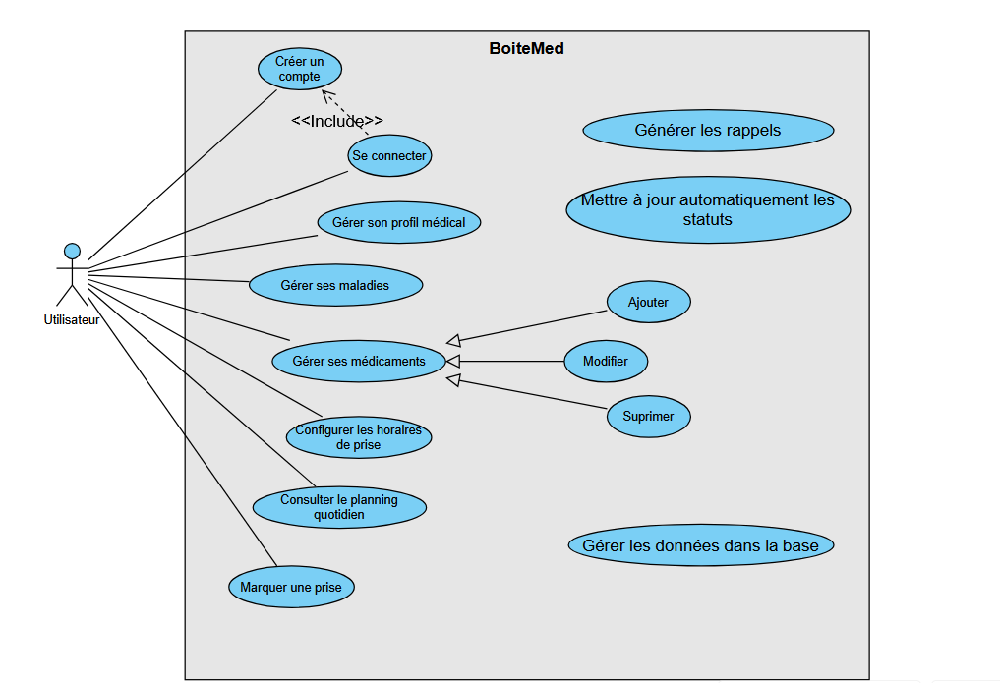 BoiteMed
Créer un
compte
<<Include>>
Se connecter
Générer les rappels
Mettre à jour automatiquement les
statuts
Gérer son profil médical
Gérer ses maladies
Utilisateur
Ajouter
Gérer ses médicaments
Modifier
Suprimer
Configurer les horaires
de prise
Consulter le planning
quotidien
Gérer les données dans la base
Marquer une prise